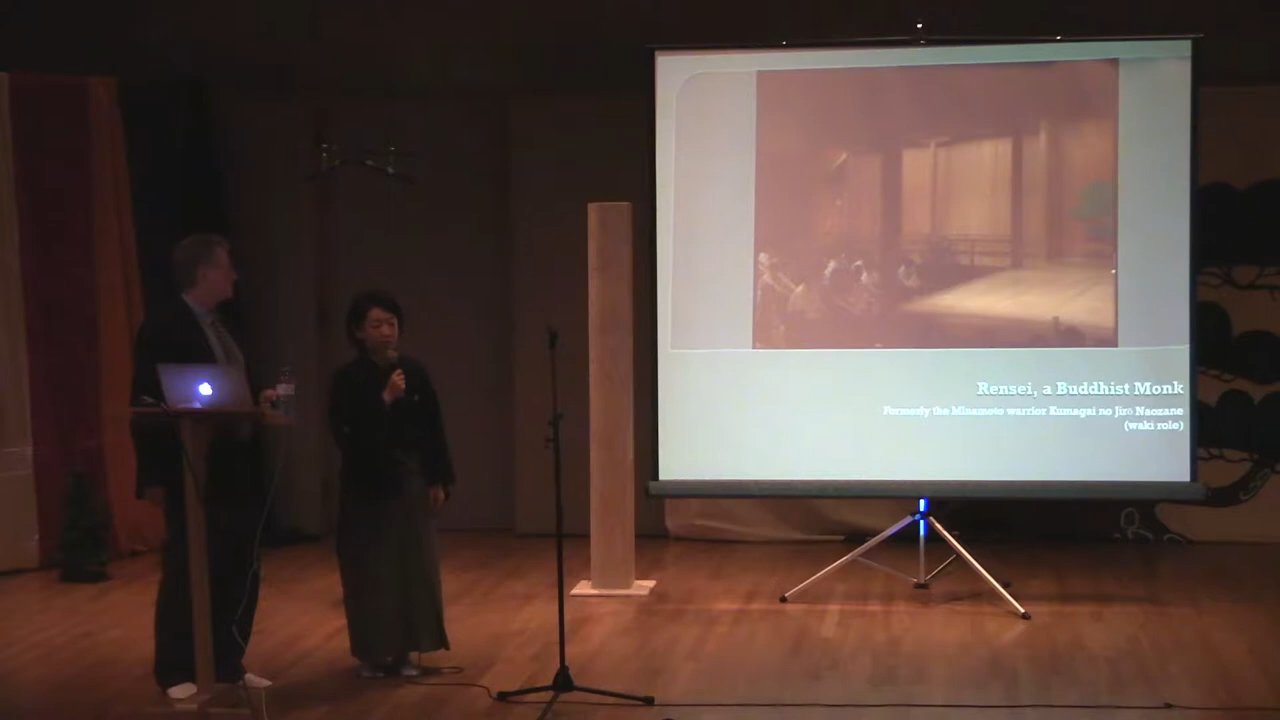 Rensei, a Buddhist Monk
Formerly the Minamoto warrior Kumagai no Jirō Naozane
(waki role)